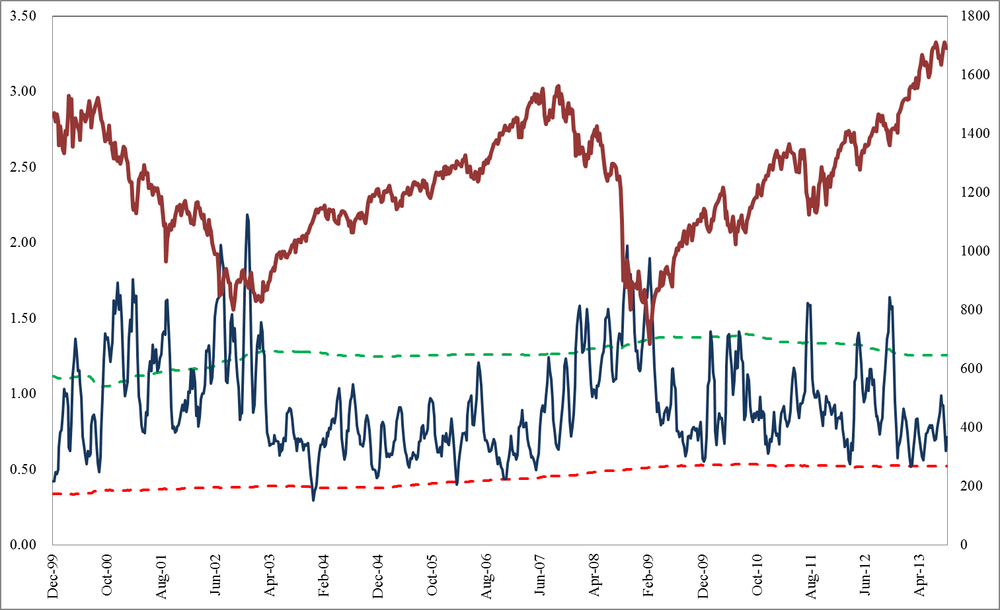 3.50
3.00
2.50
2.00
1.50
1.00
0.50
0.00
1800
1600
1400
1200
1000
800
600
400
200
0
Dec-99
Oct-00
Aug-01
Jun-02
Apr-03
Feb-04
Dec-04
Oct-05
Aug-06
Jun-07
Apr-08
Feb-09
Dec-09
Oct-10
Aug-11
Jun-12
Apr-13